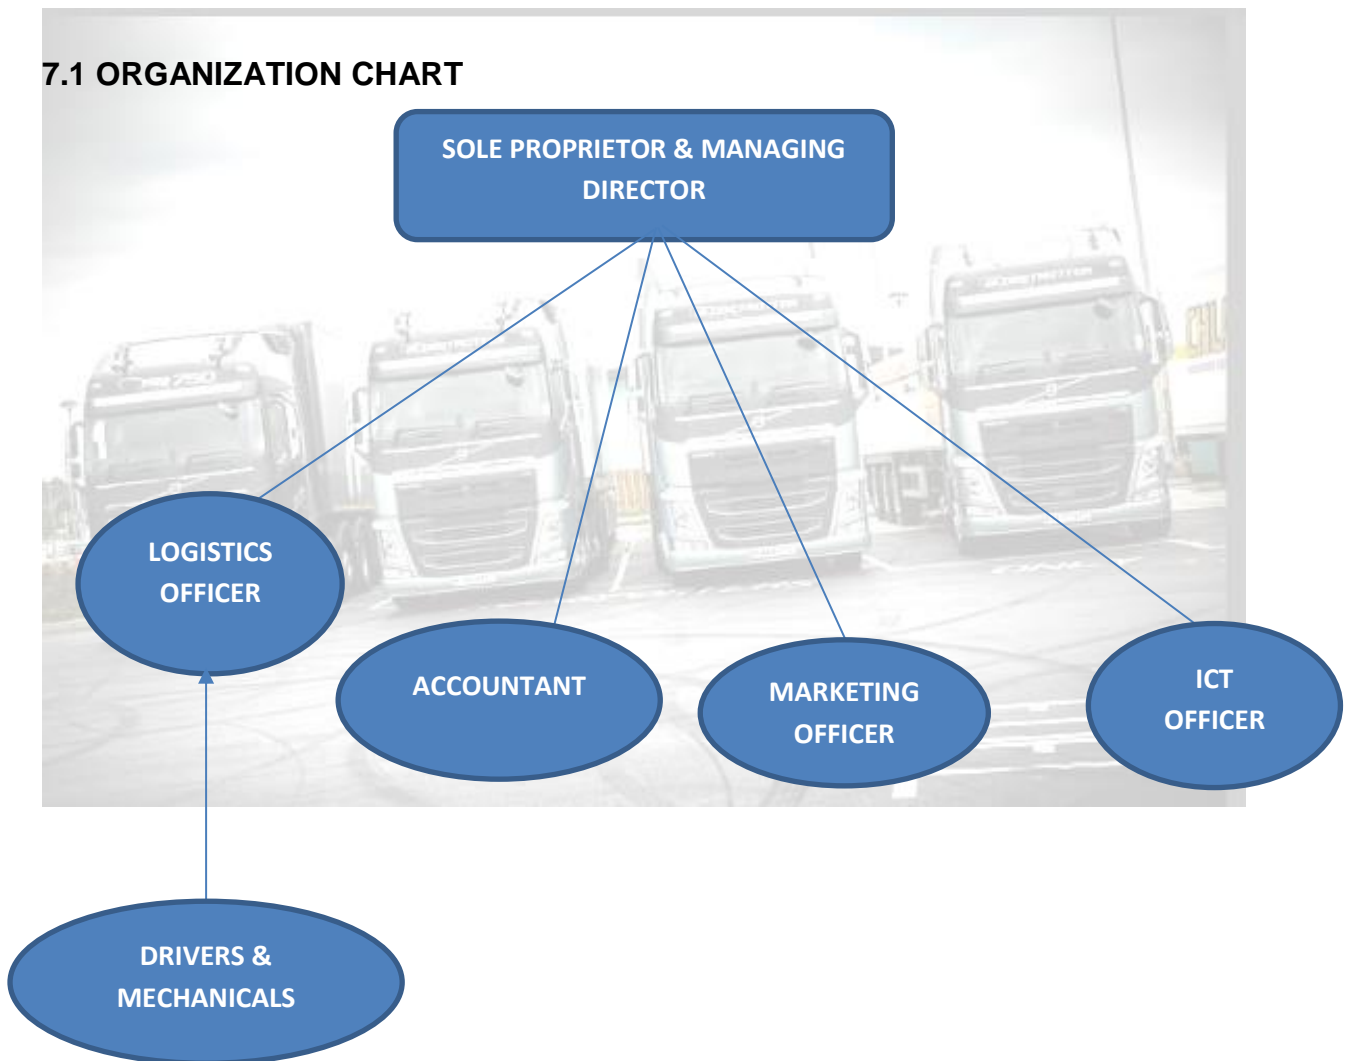 7.1 ORGANIZATION CHART
SOLE PROPRIETOR & MANAGING
DIRECTOR
LOGISTICS
OFFICER
ACCOUNTANT
MARKETING
OFFICER
ICT
OFFICER
DRIVERS &
MECHANICALS